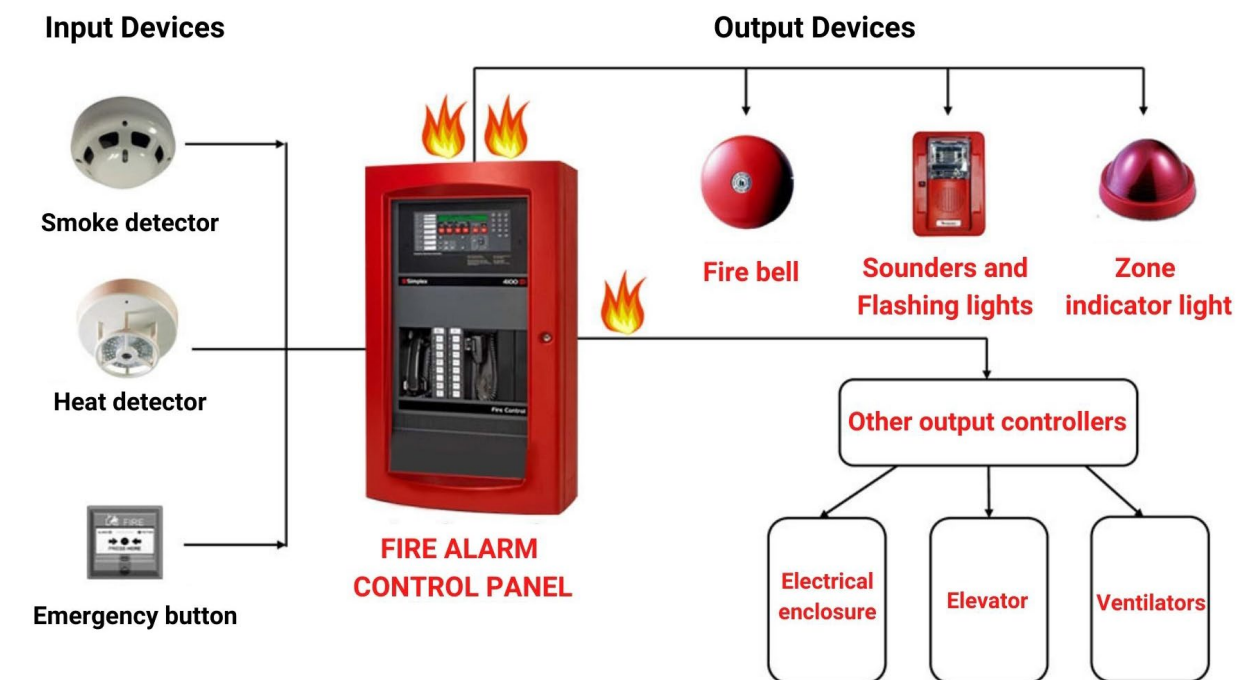 Input Devices
Output Devices
Smoke detector
Heat detector
FIRE
PRESS HERE
Emergency button
Simplex
4100
Fire Control
FIRE ALARM
CONTROL PANEL
Fire bell
Sounders and
Flashing lights
Zone
indicator light
Other output controllers
Electrical
enclosure
Elevator
Ventilators